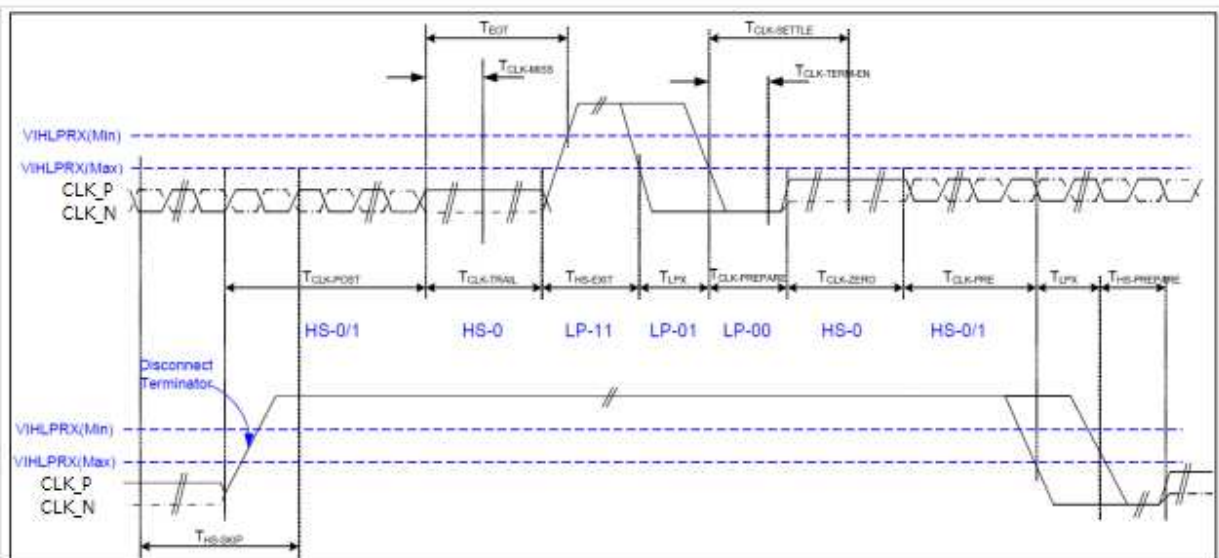 TEOT
TCLK-SETTLE
TCLK-MISS
TCLK-TERM-EN
VIHLPRX(Min)
VIHLPRX(Max)
CLK_P
CLK_N
TCLK-POST
TCLK-TRAIL
THS-EXIT
TLPX
TCLK-PREPARE
TCLK-ZERO
TCLK-PRE
TLPX
THS-PREPARE
HS-0/1
HS-0
LP-11
LP-01
LP-00
HS-0
HS-0/1
Disconnect
Terminator
VIHLPRX(Min)
VIHLPRX(Max)
CLK_P
CLK_N
THS-SKIP